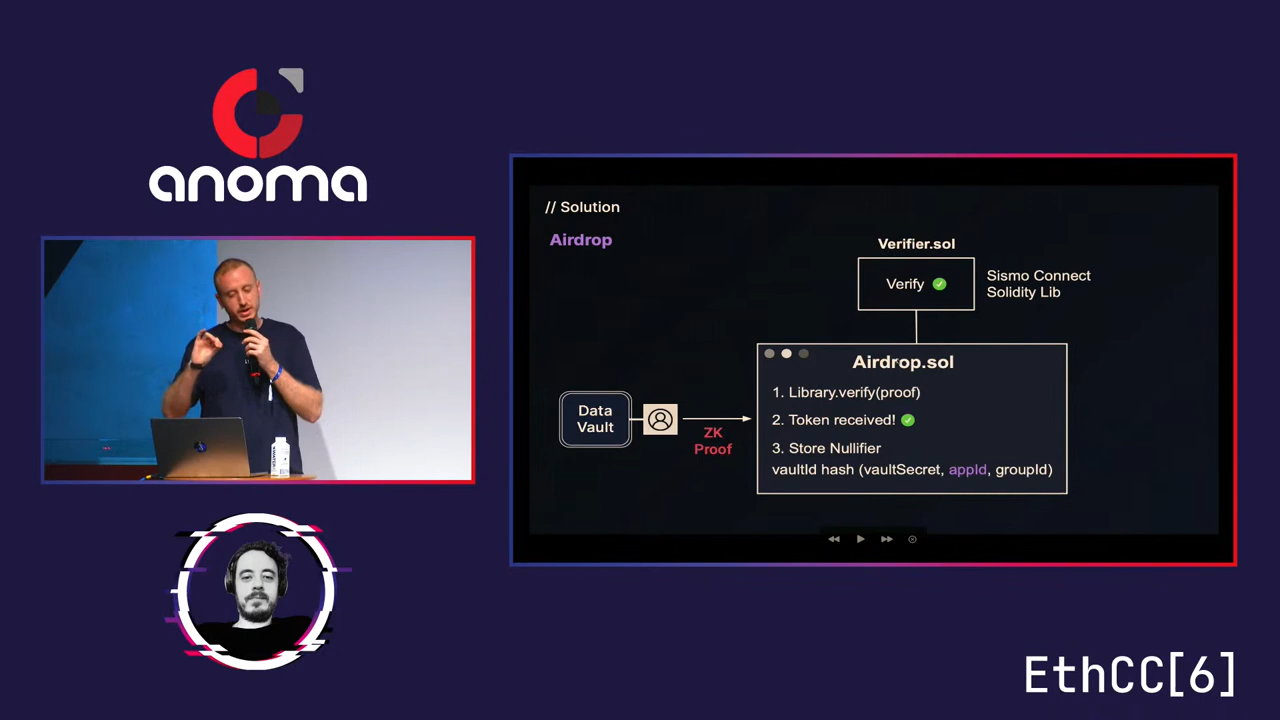 anoma
// Solution
Airdrop
Verifier.sol
Verify
Sismo Connect
Solidity Lib
Airdrop.sol
1. Library.verify(proof)
2. Token received!
3. Store Nullifier
vaultId hash (vaultSecret, appId, groupId)
Data
Vault
ZK
Proof
EthCC[6]